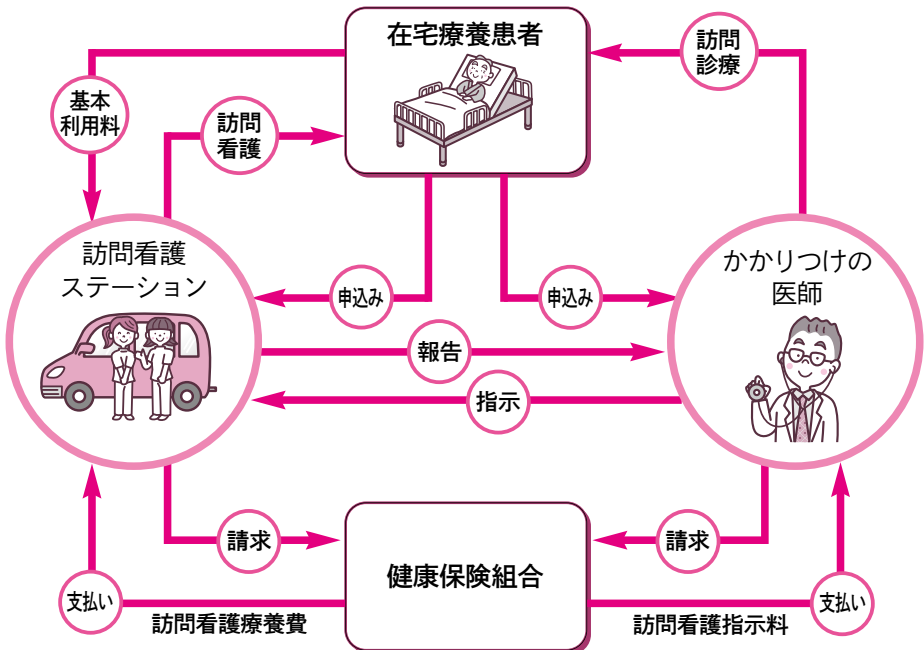 在宅療養患者
訪問
診療
基本
利用料
訪問
看護
訪問看護
ステーション
かかりつけの
医師
申込み
申込み
報告
指示
請求
請求
健康保険組合
支払い
訪問看護療養費
訪問看護指示料
支払い